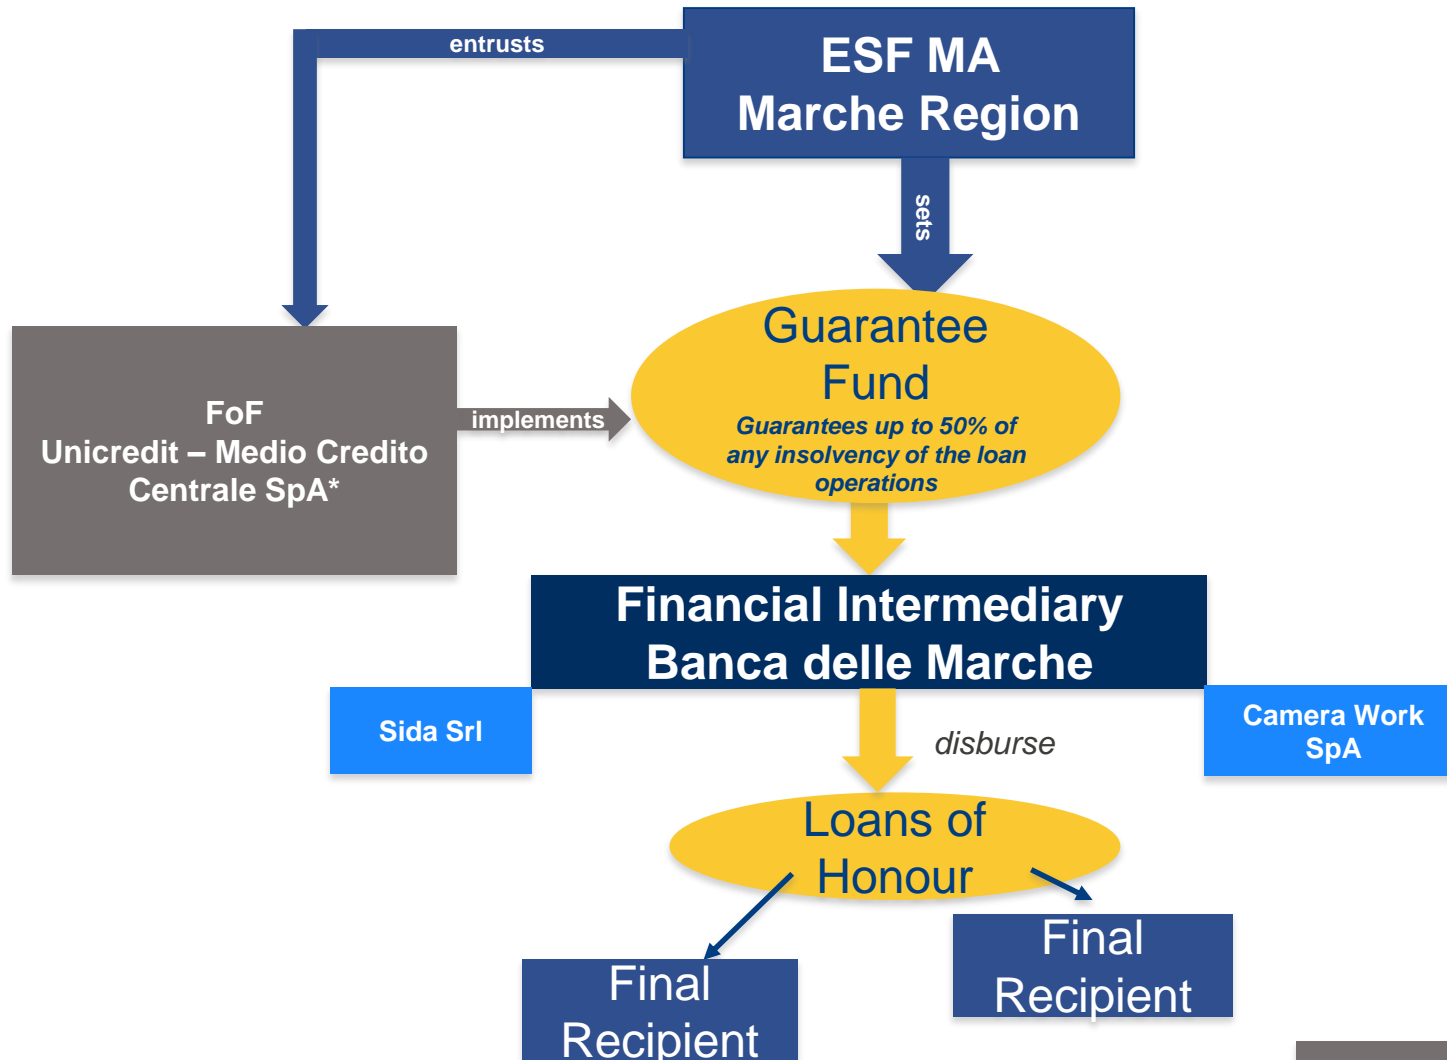 entrusts
ESF MA
Marche Region
sets
Guarantee
Fund
Guarantees up to 50% of
any insolvency of the loan
operations
FoF
Unicredit – Medio Credito
Centrale SpA*
implements
Financial Intermediary
Banca delle Marche
Sida Srl
Camera Work
SpA
disburse
Loans of
Honour
Final
Recipient
Final
Recipient